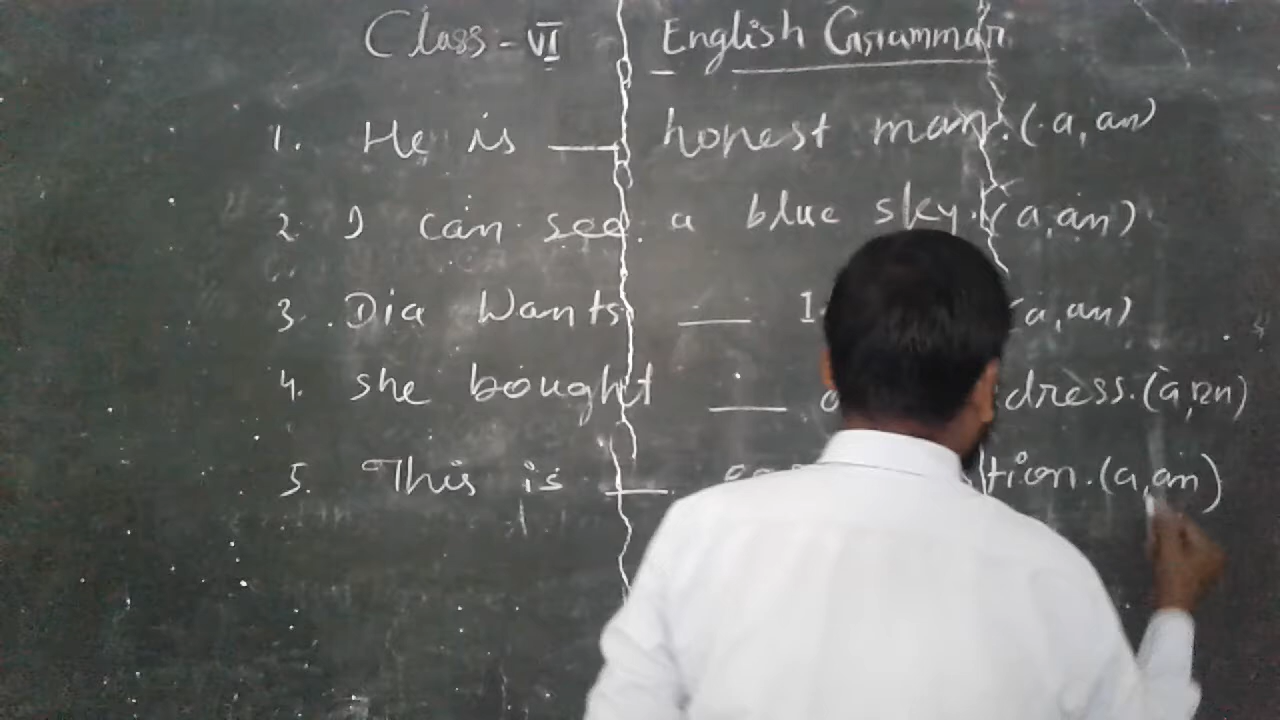 Class - VI English Grammar
1. He is ___ honest man. (a, an)
2. I can see a blue sky. (a, an)
3. Dia Wants ___ (a, an)
4. She bought ___ dress. (a, an)
5. This is ___ (a, an)